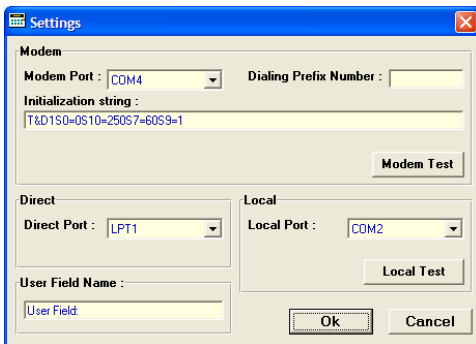 Settings
Modem
Modem Port : COM4 Dialing Prefix Number :
Initialization string :
T&D1S0=0S10=250S7=60S9=1
Modem Test
Direct
Direct Port : LPT1
Local
Local Port : COM2
Local Test
User Field Name :
User Field:
Ok Cancel